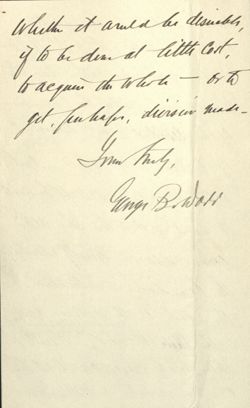 Whether it would be desirable,
if to be done at little cost,
to acquire the whole — or to
get, perhaps, division made —
Yours truly,
George B.